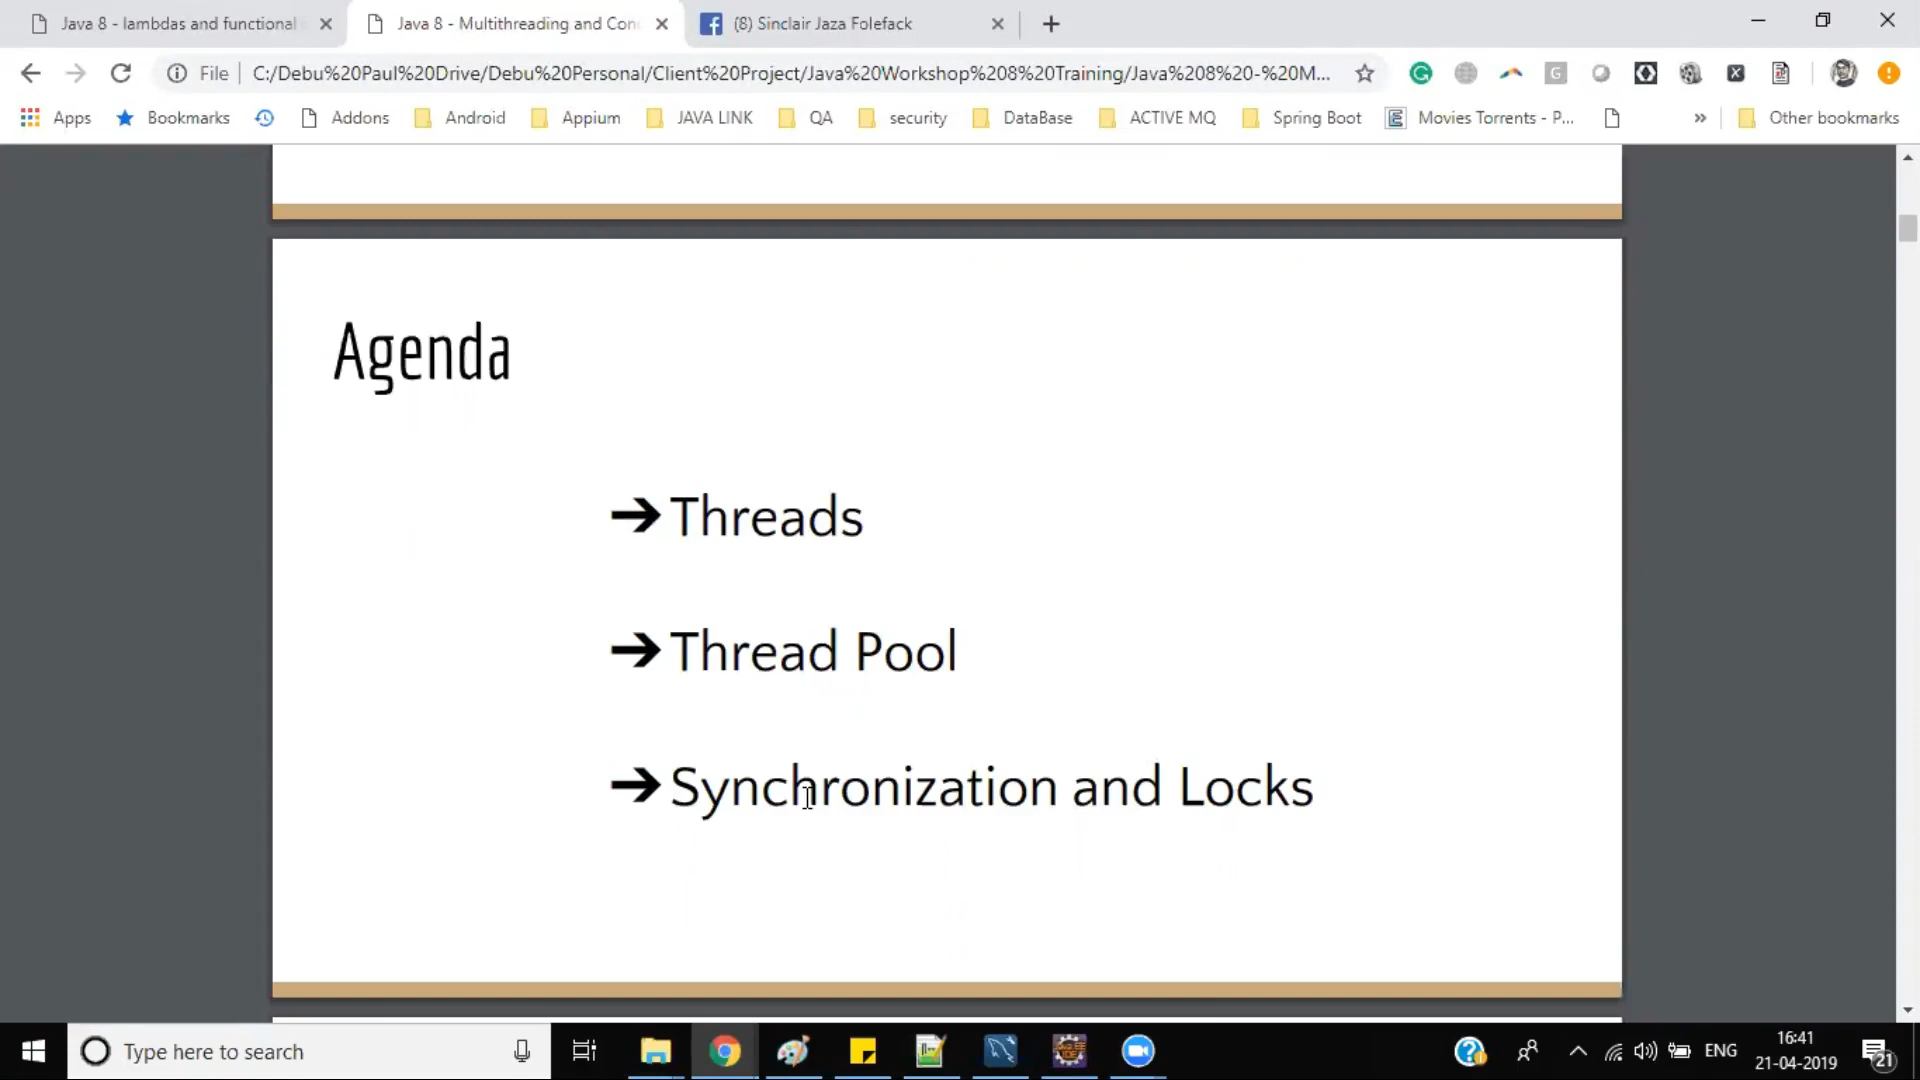 Java 8 - lambdas and functional
Java 8 - Multithreading and Con
(8) Sinclair Jaza Folefack
File
C:/Debu%20Paul%20Drive/Debu%20Personal/Client%20Project/Java%20Workshop%208%20Training/Java%208%20-%20M...
Apps
Bookmarks
Addons
Android
Appium
JAVA LINK
QA
security
DataBase
ACTIVE MQ
Spring Boot
Movies Torrents - P...
Other bookmarks
Agenda
➔ Threads
➔ Thread Pool
➔ Synchronization and Locks
Type here to search
ENG
16:41
21-04-2019
21